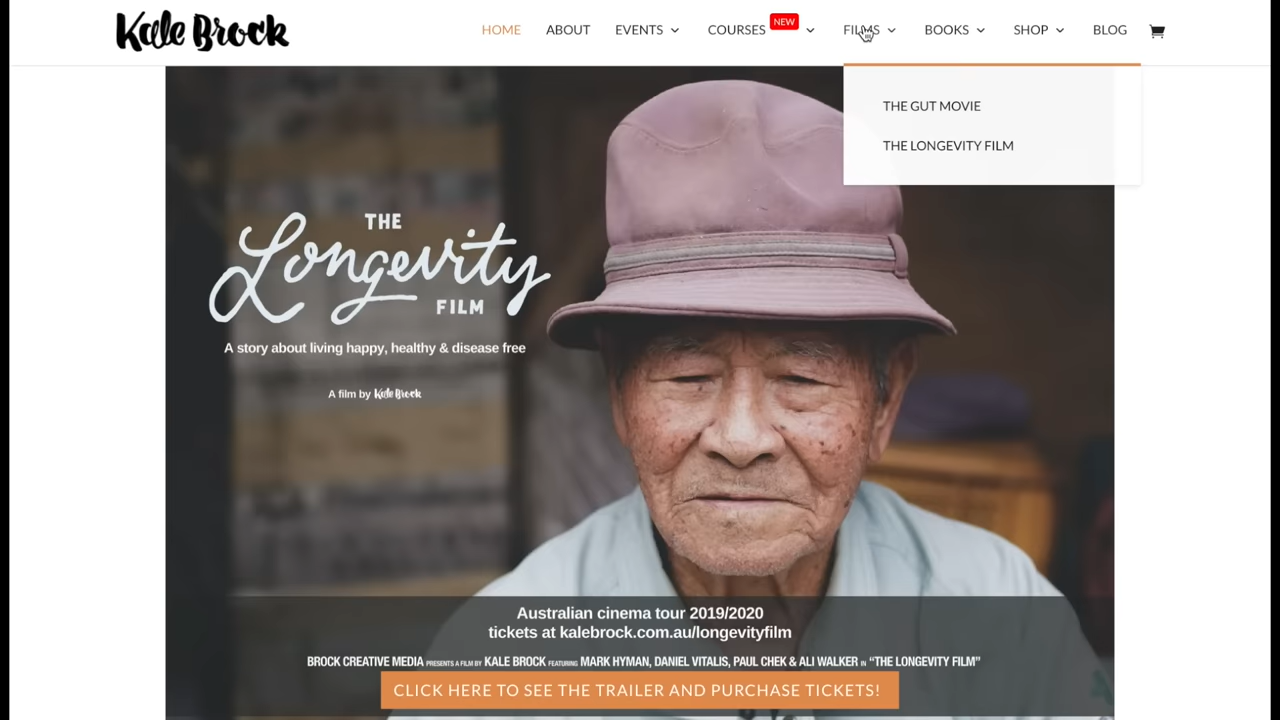 Kale Brock
HOME ABOUT EVENTS COURSES NEW FILMS BOOKS SHOP BLOG
THE GUT MOVIE
THE LONGEVITY FILM
THE
Longevity
FILM
A story about living happy, healthy & disease free
A film by Kale Brock
Australian cinema tour 2019/2020
tickets at kalebrock.com.au/longevityfilm
BROCK CREATIVE MEDIA PRESENTS A FILM BY KALE BROCK FEATURING MARK HYMAN, DANIEL VITALIS, PAUL CHEK & ALI WALKER IN “THE LONGEVITY FILM”
CLICK HERE TO SEE THE TRAILER AND PURCHASE TICKETS!